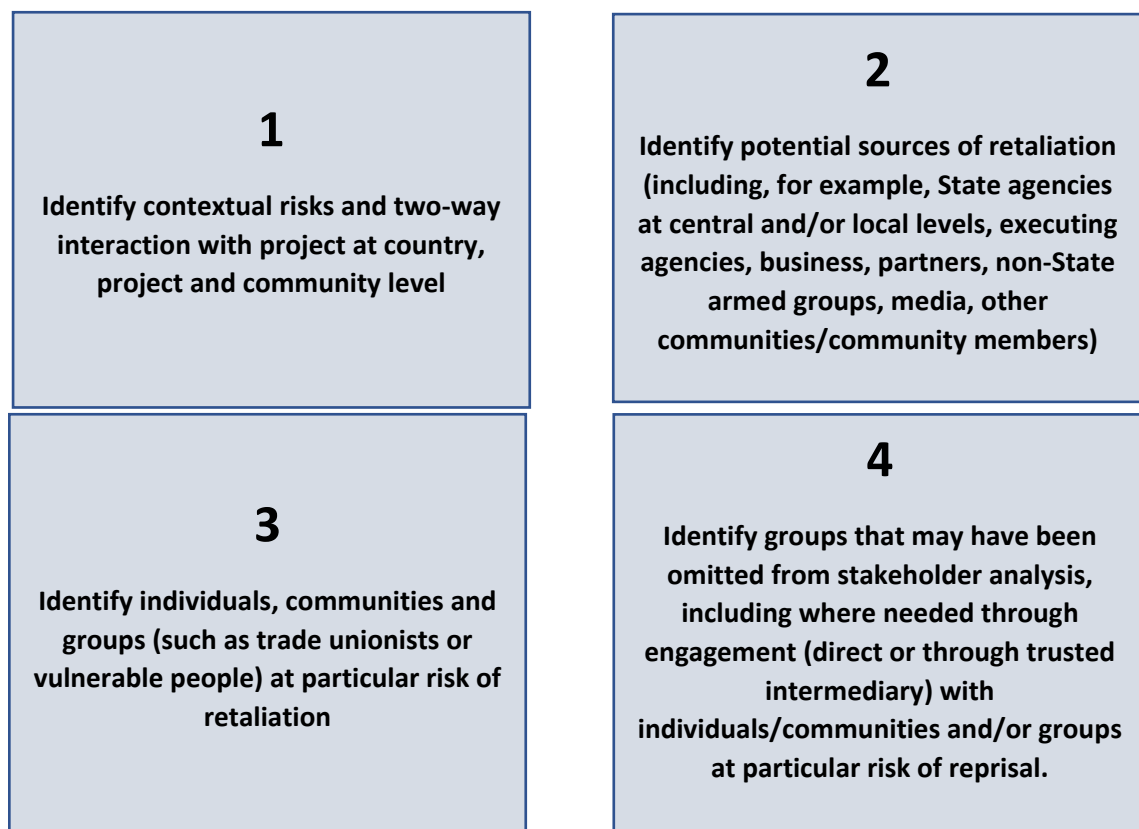 1
Identify contextual risks and two-way
interaction with project at country,
project and community level
2
Identify potential sources of retaliation
(including, for example, State agencies
at central and/or local levels, executing
agencies, business, partners, non-State
armed groups, media, other
communities/community members)
3
Identify individuals, communities and
groups (such as trade unionists or
vulnerable people) at particular risk of
retaliation
4
Identify groups that may have been
omitted from stakeholder analysis,
including where needed through
engagement (direct or through trusted
intermediary) with
individuals/communities and/or groups
at particular risk of reprisal.